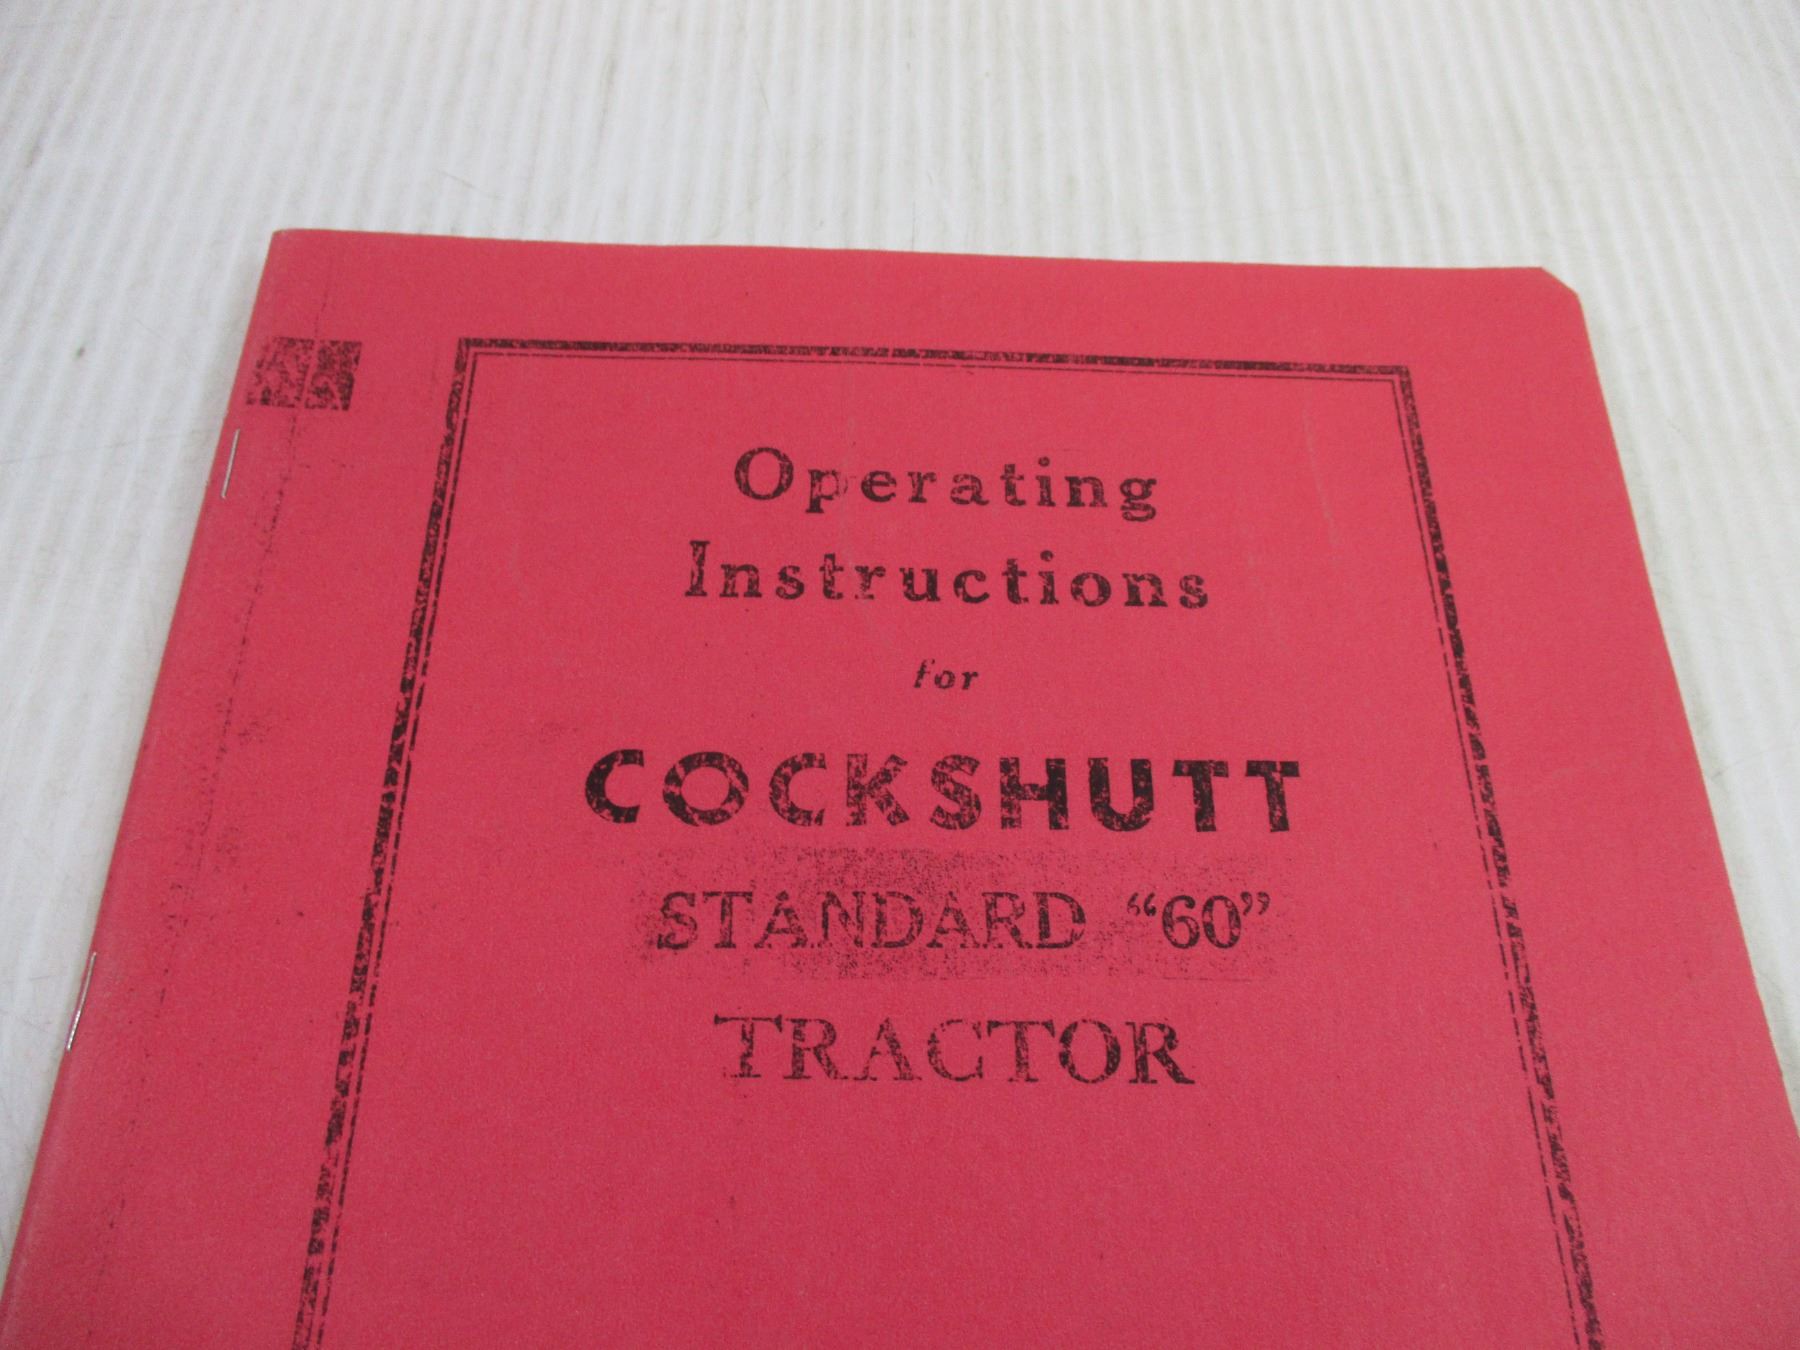 Operating
Instructions
for
COCKSHUTT
STANDARD “60”
TRACTOR